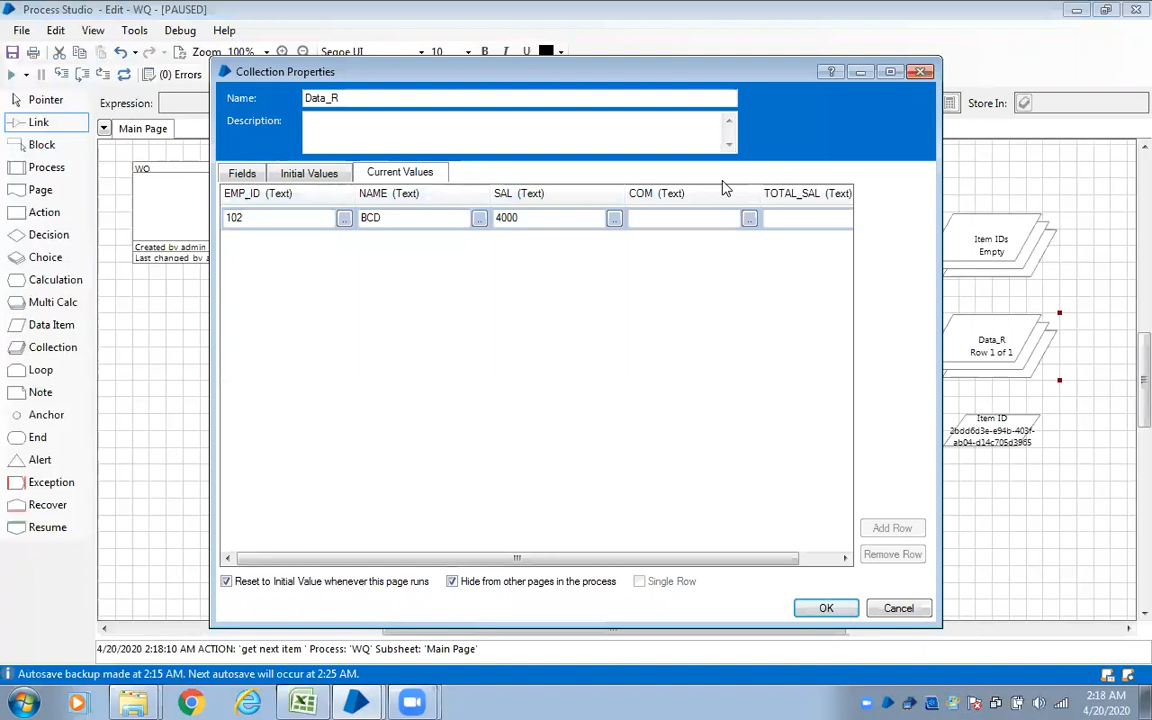 Process Studio - Edit - WQ - [PAUSED]
File Edit View Tools Debug Help
Zoom 100% Segoe UI 10 B I U
(0) Errors
Pointer
Link
Block
Process
Page
Action
Decision
Choice
Calculation
Multi Calc
Data Item
Collection
Loop
Note
Anchor
End
Alert
Exception
Recover
Resume
Expression:
Store In:
Main Page
WQ
Created by admin
Last changed by a
Collection Properties
Name: Data_R
Description:
Fields Initial Values Current Values
EMP_ID (Text) NAME (Text) SAL (Text) COM (Text) TOTAL_SAL (Text)
102 BCD 4000
Add Row
Remove Row
Reset to Initial Value whenever this page runs Hide from other pages in the process Single Row
OK Cancel
Item IDs
Empty
Data_R
Row 1 of 1
Item ID
2bdd6d3e-e94b-403f-
ab04-d14c705d3965
4/20/2020 2:18:10 AM ACTION: 'get next item ' Process: 'WQ' Subsheet: 'Main Page'
Autosave backup made at 2:15 AM. Next autosave will occur at 2:25 AM.
2:18 AM
4/20/2020